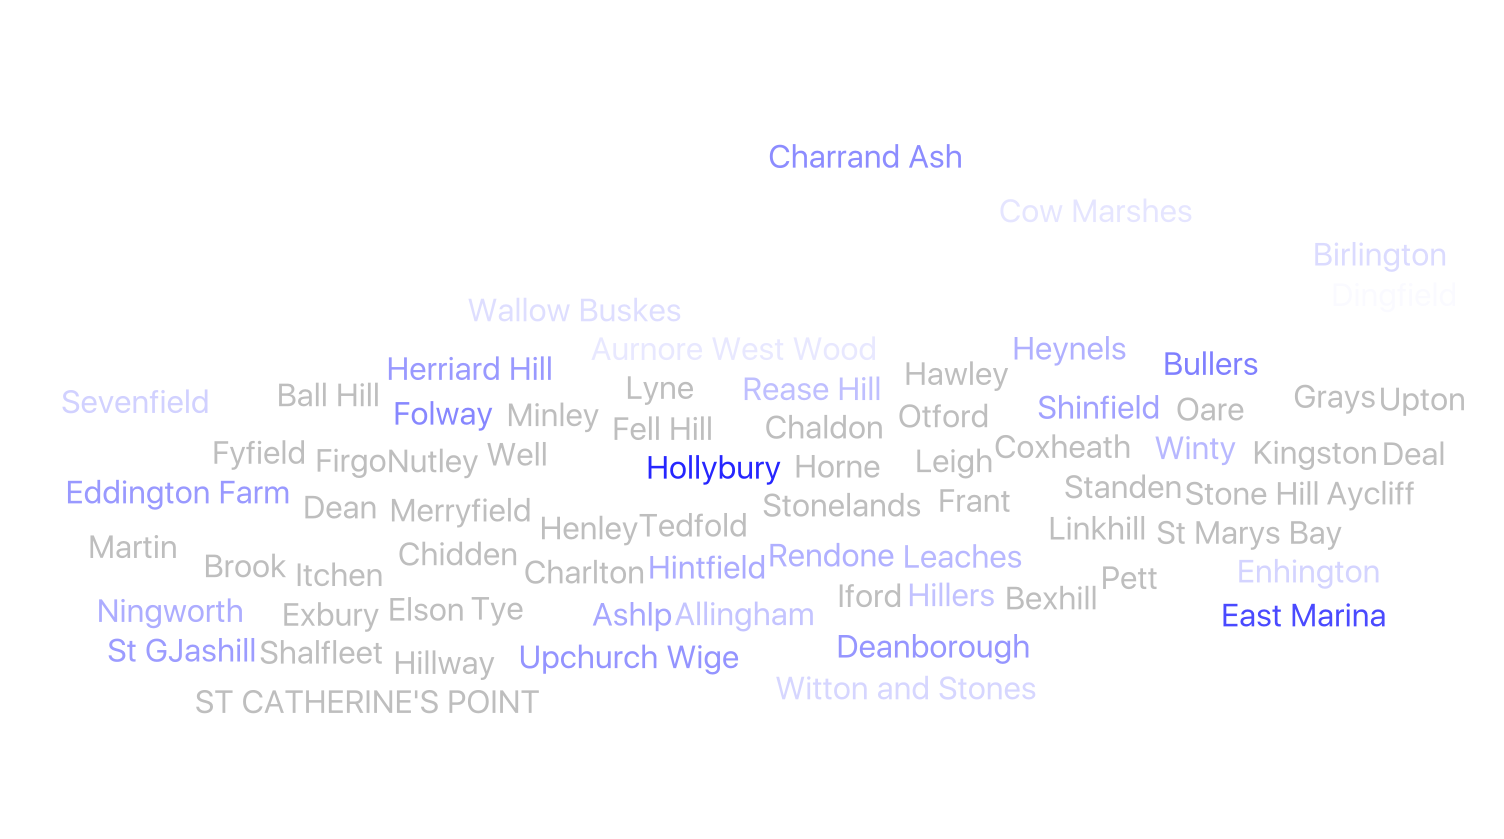 Charrand Ash
Cow Marshes
Birlington
Dingfield
Wallow Buskes
Aurnore West Wood
Heynels
Herriard Hill
Bullers
Hawley
Lyne
Rease Hill
Ball Hill
Sevenfield
Grays
Upton
Folway
Minley
Shinfield
Oare
Otford
Fell Hill
Chaldon
Coxheath
Winty
Fyfield
Firgo
Nutley
Well
Kingston
Deal
Hollybury
Horne
Leigh
Eddington Farm
Standen
Stone Hill
Aycliff
Dean
Merryfield
Stonelands
Frant
Henley
Tedfold
Linkhill
St Marys Bay
Martin
Chidden
Rendone
Leaches
Brook
Itchen
Charlton
Hintfield
Pett
Enhington
Iford
Hillers
Bexhill
Ningworth
Exbury
Elson
Tye
Ashlp
Allingham
East Marina
St GJashill
Shalfleet
Hillway
Upchurch Wige
Deanborough
Witton and Stones
ST CATHERINE'S POINT